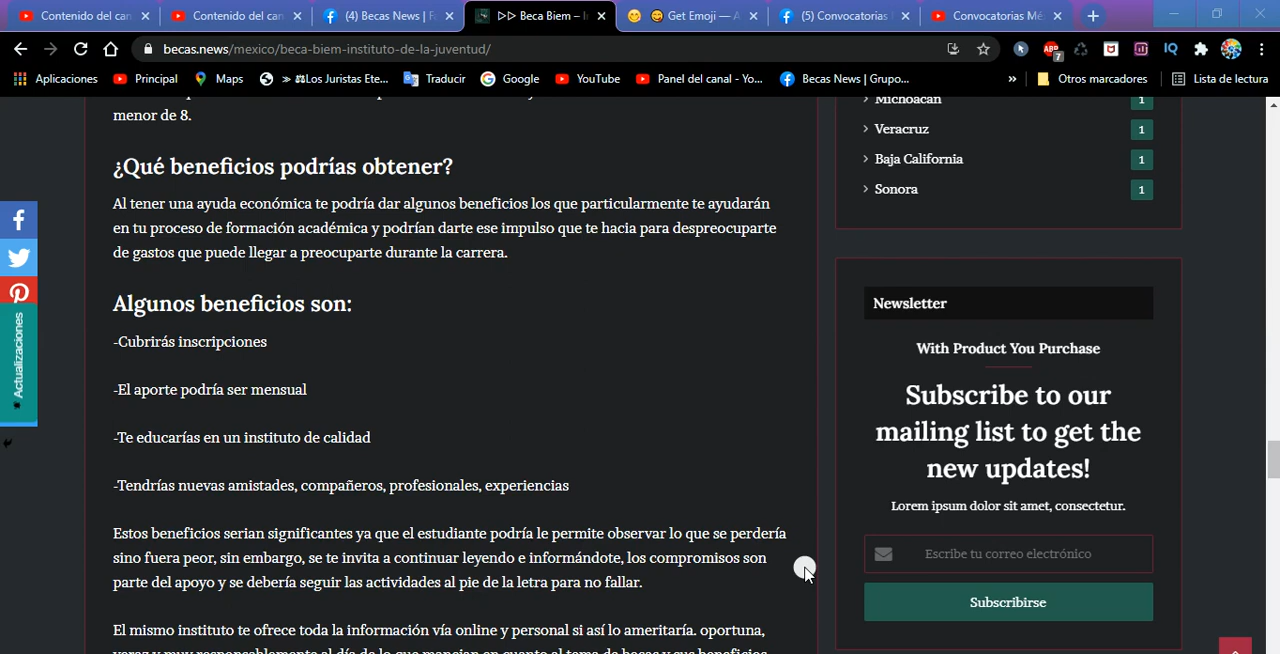 Contenido del can
Contenido del can
(4) Becas News | F
▷▷ Beca Biem – I
Get Emoji — A
(5) Convocatorias
Convocatorias Mé
becas.news/mexico/beca-biem-instituto-de-la-juventud/
7
IQ
Aplicaciones
Principal
Maps
» ⚖Los Juristas Ete...
Traducir
Google
YouTube
Panel del canal - Yo...
Becas News | Grupo...
»
Otros marcadores
Lista de lectura
menor de 8.
¿Qué beneficios podrías obtener?
Al tener una ayuda económica te podría dar algunos beneficios los que particularmente te ayudarán
en tu proceso de formación académica y podrían darte ese impulso que te hacia para despreocuparte
de gastos que puede llegar a preocuparte durante la carrera.
Algunos beneficios son:
-Cubrirás inscripciones
-El aporte podría ser mensual
-Te educarías en un instituto de calidad
-Tendrías nuevas amistades, compañeros, profesionales, experiencias
Estos beneficios serian significantes ya que el estudiante podría le permite observar lo que se perdería
sino fuera peor, sin embargo, se te invita a continuar leyendo e informándote, los compromisos son
parte del apoyo y se debería seguir las actividades al pie de la letra para no fallar.
El mismo instituto te ofrece toda la información vía online y personal si así lo ameritaría. oportuna,
Actualizaciones
Michoacán 1
Veracruz 1
Baja California 1
Sonora 1
Newsletter
With Product You Purchase
Subscribe to our
mailing list to get the
new updates!
Lorem ipsum dolor sit amet, consectetur.
Escribe tu correo electrónico
Subscribirse